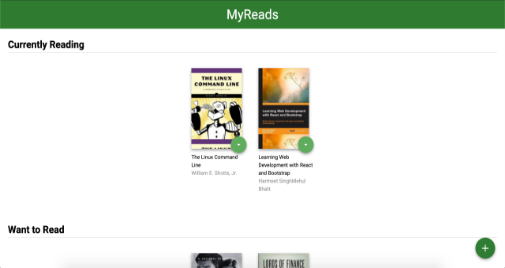 MyReads
Currently Reading
THE LINUX
COMMAND LINE
Learning Web Development
with React and Bootstrap
The Linux Command
Line
William E. Shotts, Jr.
Learning Web
Development with React
and Bootstrap
Harmeet Singh|Mehul
Bhatt
Want to Read
LORDS OF FINANCE
+